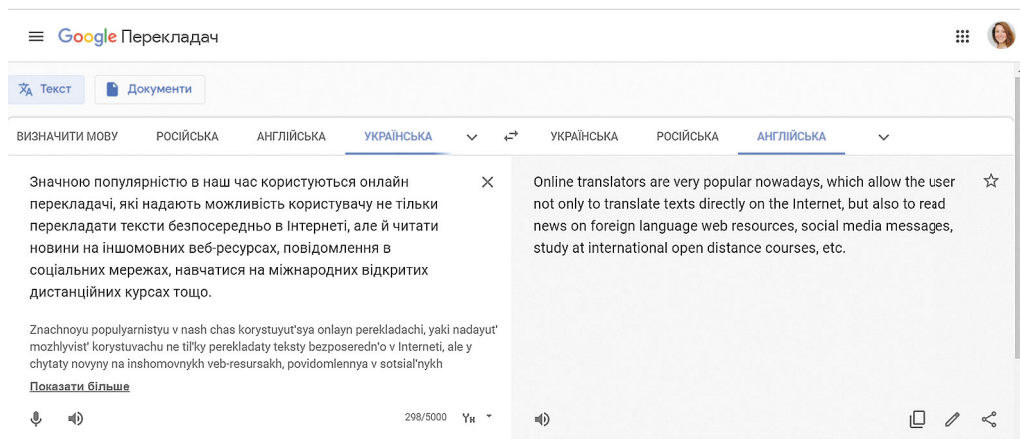 Google Перекладач
Текст
Документи
ВИЗНАЧИТИ МОВУ РОСІЙСЬКА АНГЛІЙСЬКА УКРАЇНСЬКА УКРАЇНСЬКА РОСІЙСЬКА АНГЛІЙСЬКА
Значною популярністю в наш час користуються онлайн
перекладачі, які надають можливість користувачу не тільки
перекладати тексти безпосередньо в Інтернеті, але й читати
новини на іншомовних веб-ресурсах, повідомлення в
соціальних мережах, навчатися на міжнародних відкритих
дистанційних курсах тощо.
Znachnoyu populyarnistyu v nash chas korystuyut'sya onlayn perekladachi, yaki nadayut'
mozhlyvist' korystuvachu ne til'ky perekladaty teksty bezposeredn'o v Interneti, ale y
chytaty novyny na inshomovnykh veb-resursakh, povidomlennya v sotsial'nykh
Показати більше
298/5000
Ун
Online translators are very popular nowadays, which allow the user
not only to translate texts directly on the Internet, but also to read
news on foreign language web resources, social media messages,
study at international open distance courses, etc.